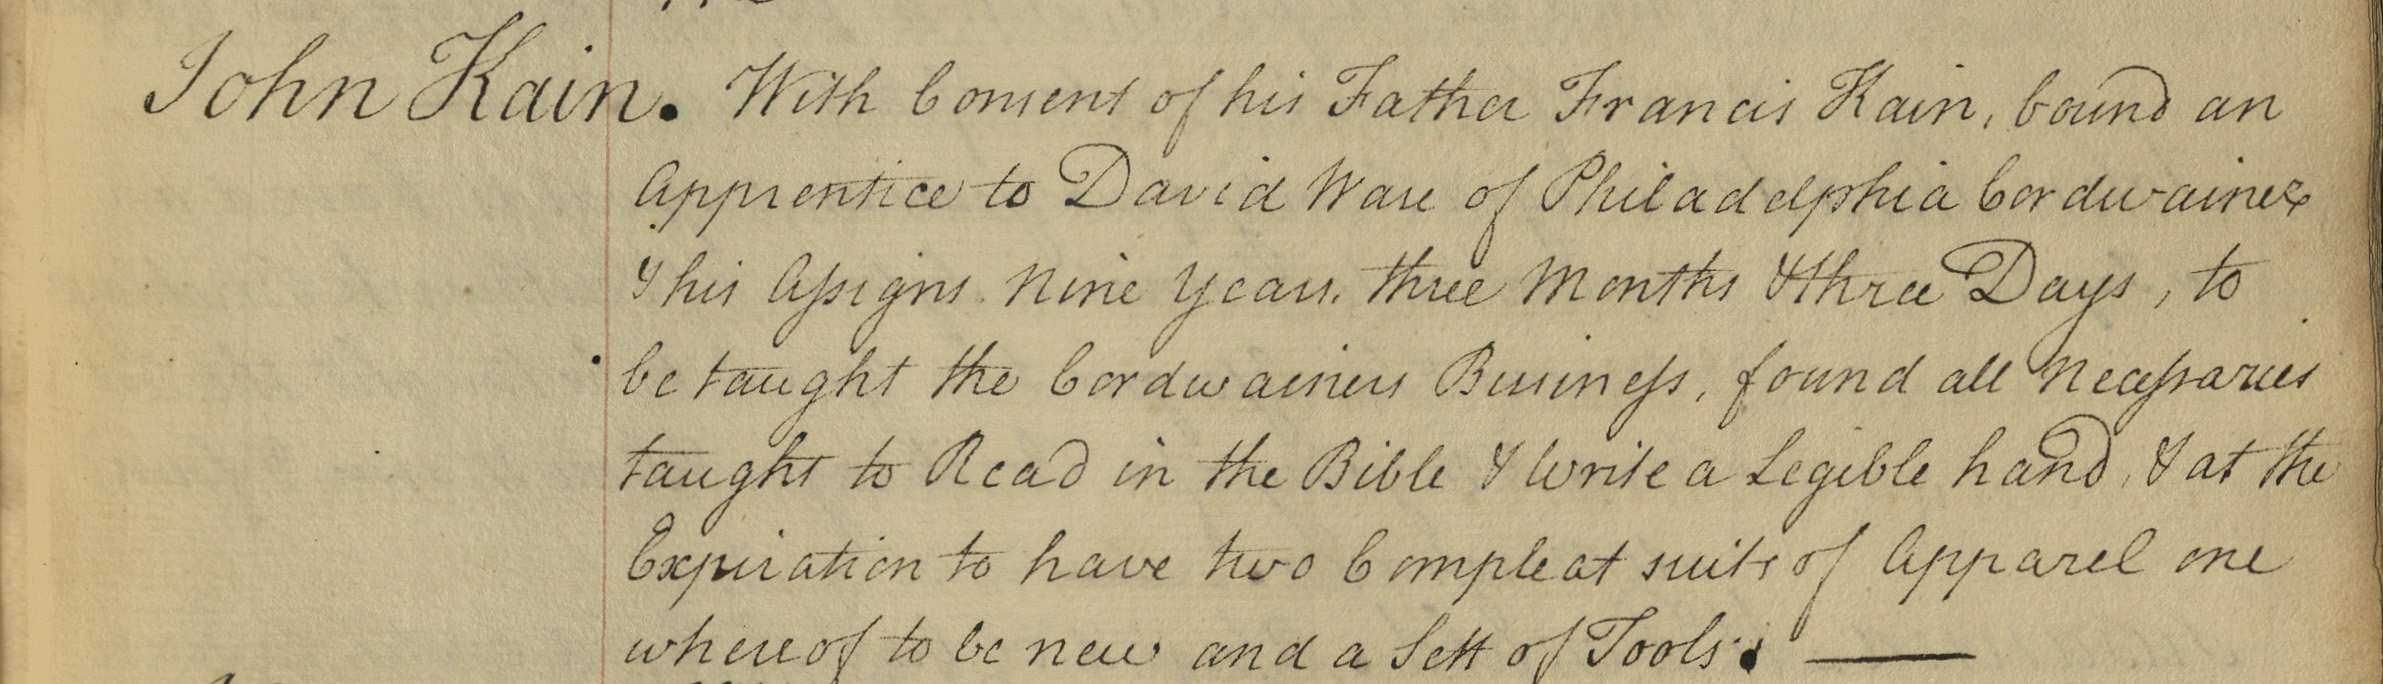 John Kain. With Consent of his Father Francis Kain, bound an
Apprentice to David Ware of Philadelphia Cordwainer
& his Assigns. Nine Years. three Months & three Days, to
be taught the Cordwainers Business, found all Necessaries
taught to Read in the Bible & Write a Legible hand, & at the
Expiration to have two Compleat suits of Apparel one
whereof to be new and a Sett of Tools. —